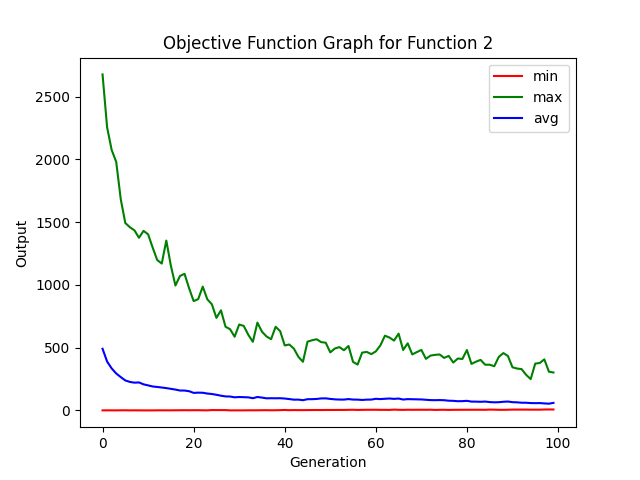 Objective Function Graph for Function 2
min
max
avg
2500
2000
1500
1000
500
0
Output
0 20 40 60 80 100
Generation